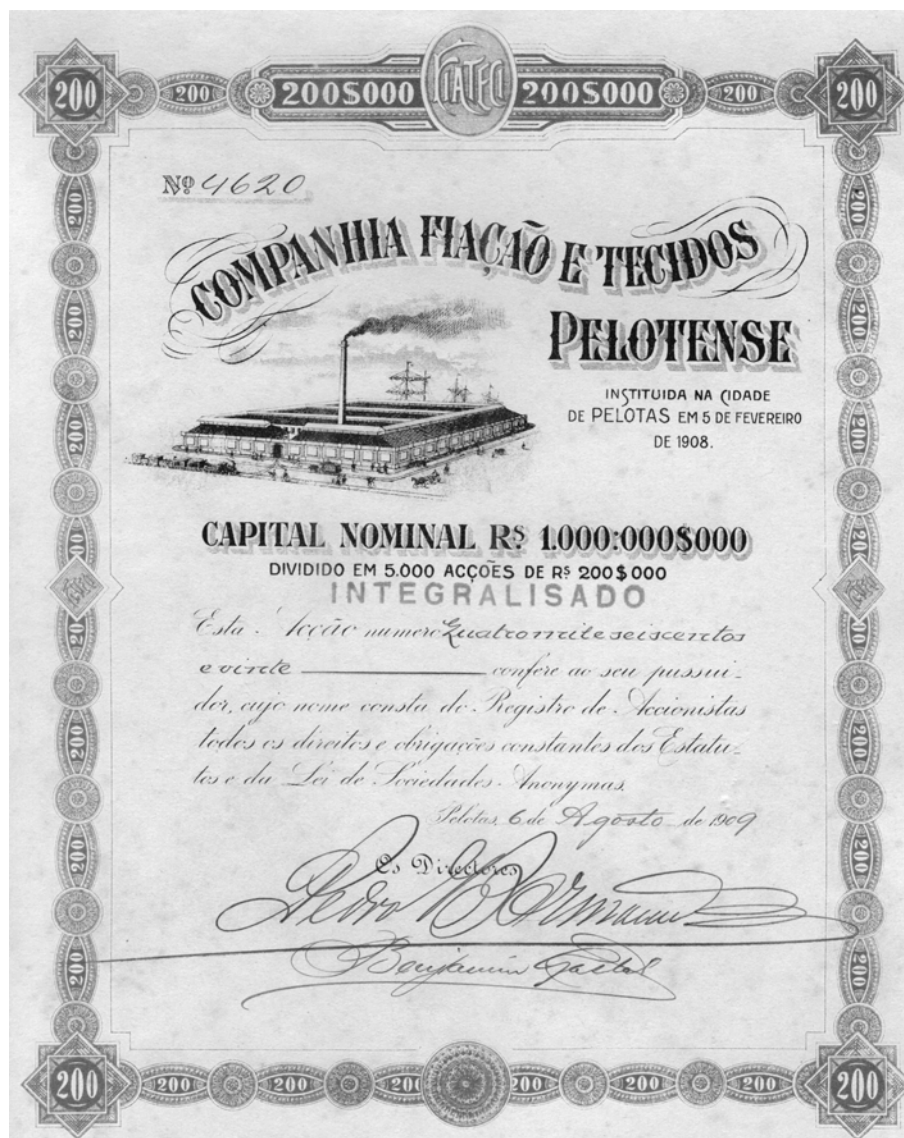 200 200 200$000 FIATECI 200$000 200 200
Nº 4620
COMPANHIA FIAÇÃO E TECIDOS
PELOTENSE
INSTITUIDA NA CIDADE
DE PELOTAS EM 5 DE FEVEREIRO
DE 1908.
CAPITAL NOMINAL RS 1.000:000$000
DIVIDIDO EM 5.000 ACÇÕES DE RS 200$000
INTEGRALISADO
Esta Acção numero Quatro mil e seiscentos
e vinte confere ao seu possui-
dor, cujo nome consta do Registro de Accionistas
todos os direitos e obrigações constantes dos Estatu-
tos e da Lei de Sociedades Anonymas.
Pelotas, 6 de Agosto de 1909
Os Directores
Pedro
Benjamin Gastal
200 200 200 200 200 200 200 200